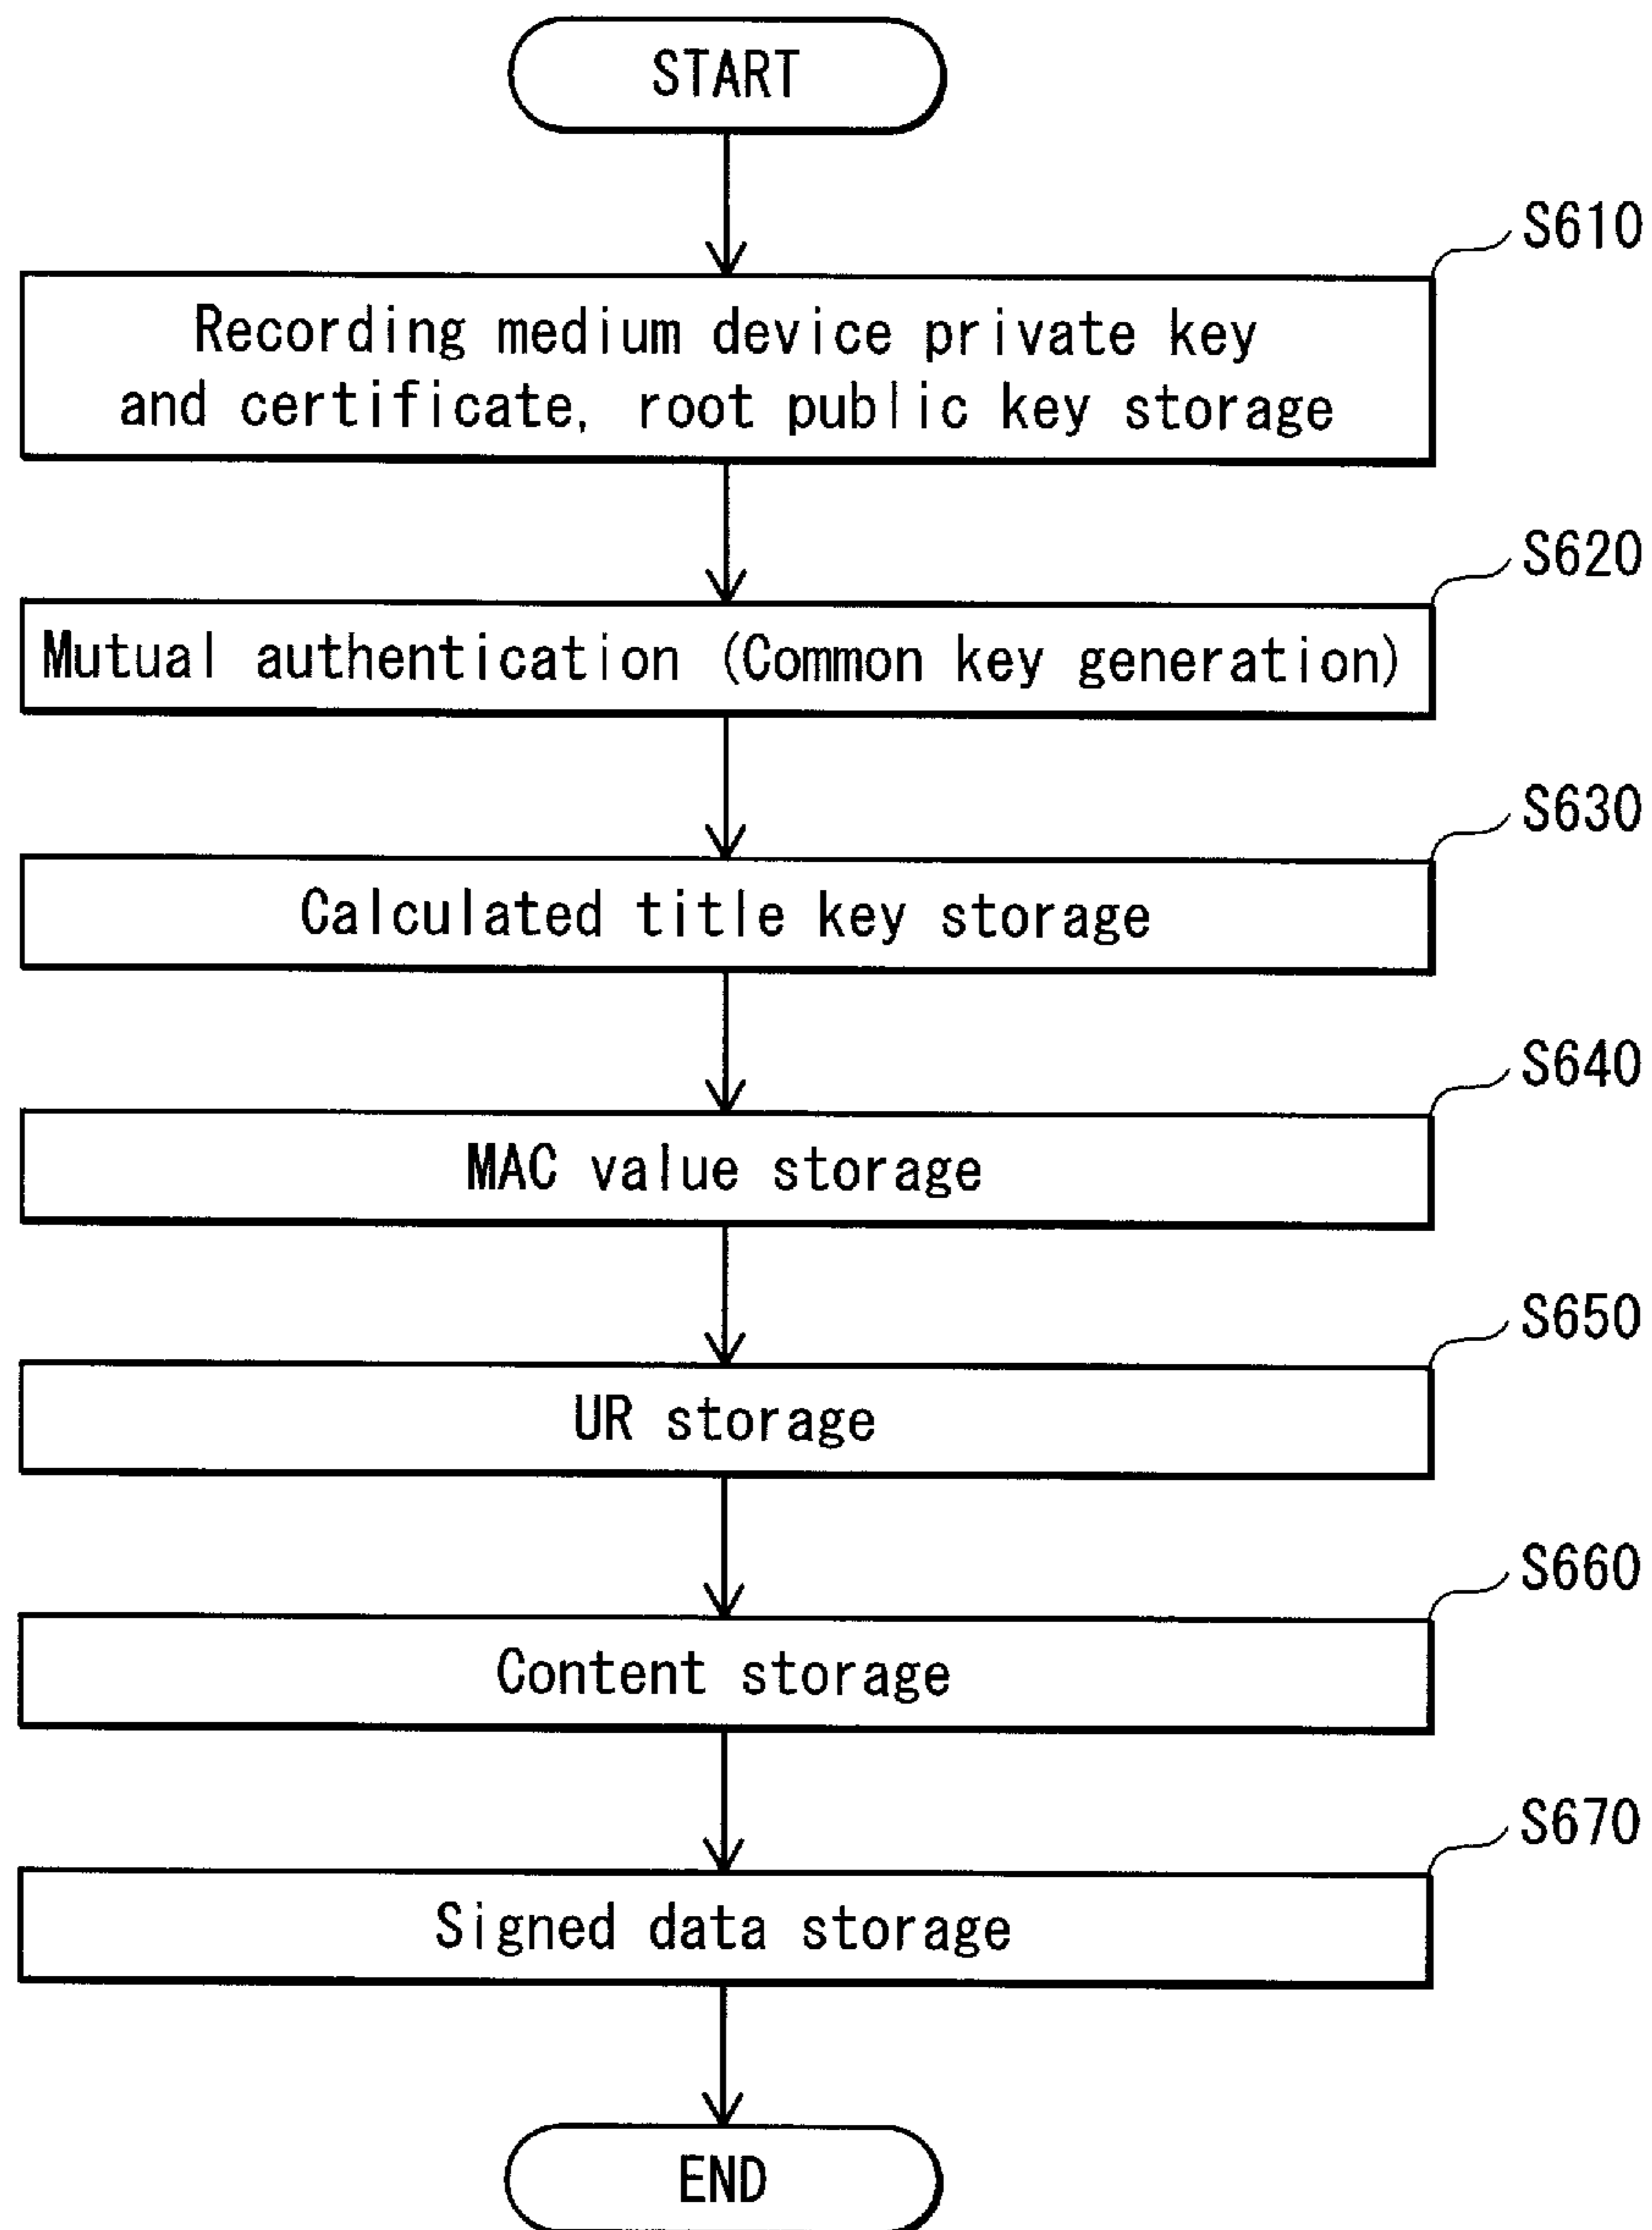 START
S610
Recording medium device private key
and certificate, root public key storage
S620
Mutual authentication (Common key generation)
S630
Calculated title key storage
S640
MAC value storage
S650
UR storage
S660
Content storage
S670
Signed data storage
END